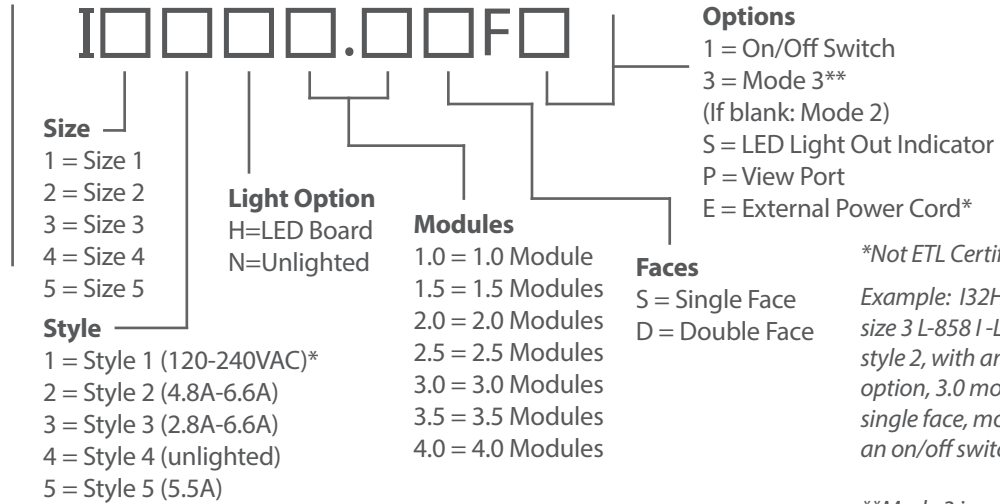 I□□□□.□□F□
Size
1 = Size 1
2 = Size 2
3 = Size 3
4 = Size 4
5 = Size 5
Style
1 = Style 1 (120-240VAC)*
2 = Style 2 (4.8A-6.6A)
3 = Style 3 (2.8A-6.6A)
4 = Style 4 (unlighted)
5 = Style 5 (5.5A)
Light Option
H=LED Board
N=Unlighted
Modules
1.0 = 1.0 Module
1.5 = 1.5 Modules
2.0 = 2.0 Modules
2.5 = 2.5 Modules
3.0 = 3.0 Modules
3.5 = 3.5 Modules
4.0 = 4.0 Modules
Faces
S = Single Face
D = Double Face
Options
1 = On/Off Switch
3 = Mode 3**
(If blank: Mode 2)
S = LED Light Out Indicator
P = View Port
E = External Power Cord*
*Not ETL
Example: I32H
size 3 L-858 I -L
style 2, with
option, 3.0
single face,
an on/off